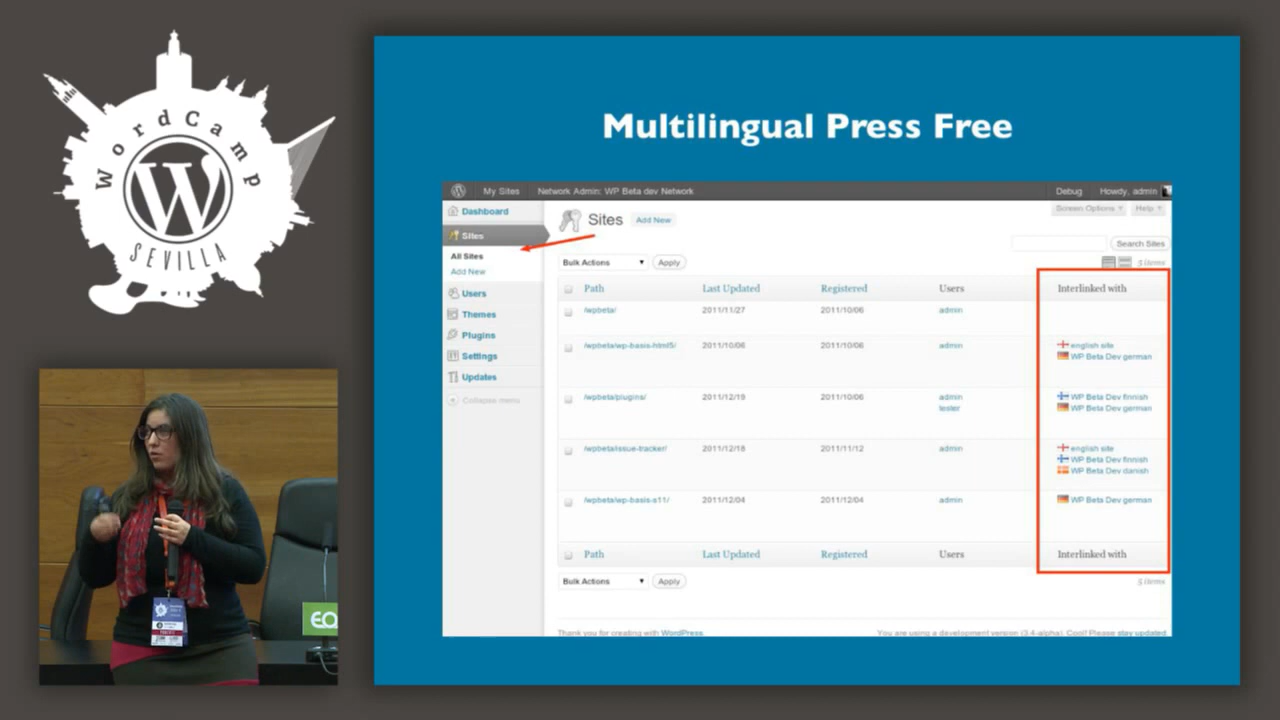 WordCamp
SEVILLA
EQ
Multilingual Press Free
My Sites Network Admin: WP Beta dev Network Debug Howdy, admin
Dashboard
Sites
All Sites
Add New
Users
Themes
Plugins
Settings
Updates
Collapse menu
Screen Options Help
Sites Add New
Search Sites
Bulk Actions Apply 5 items
Path Last Updated Registered Users Interlinked with
/wpbeta/ 2011/11/27 2011/10/06 admin
/wpbeta/wp-basis-html5/ 2011/10/06 2011/10/06 admin english site
WP Beta Dev german
/wpbeta/plugins/ 2011/12/19 2011/10/06 admin WP Beta Dev finnish
tester WP Beta Dev german
/wpbeta/issue-tracker/ 2011/12/18 2011/11/12 admin english site
WP Beta Dev finnish
WP Beta Dev danish
/wpbeta/wp-basis-s11/ 2011/12/04 2011/12/04 admin WP Beta Dev german
Path Last Updated Registered Users Interlinked with
Bulk Actions Apply 5 items
Thank you for creating with WordPress. You are using a development version (3.4-alpha). Cool! Please stay updated.